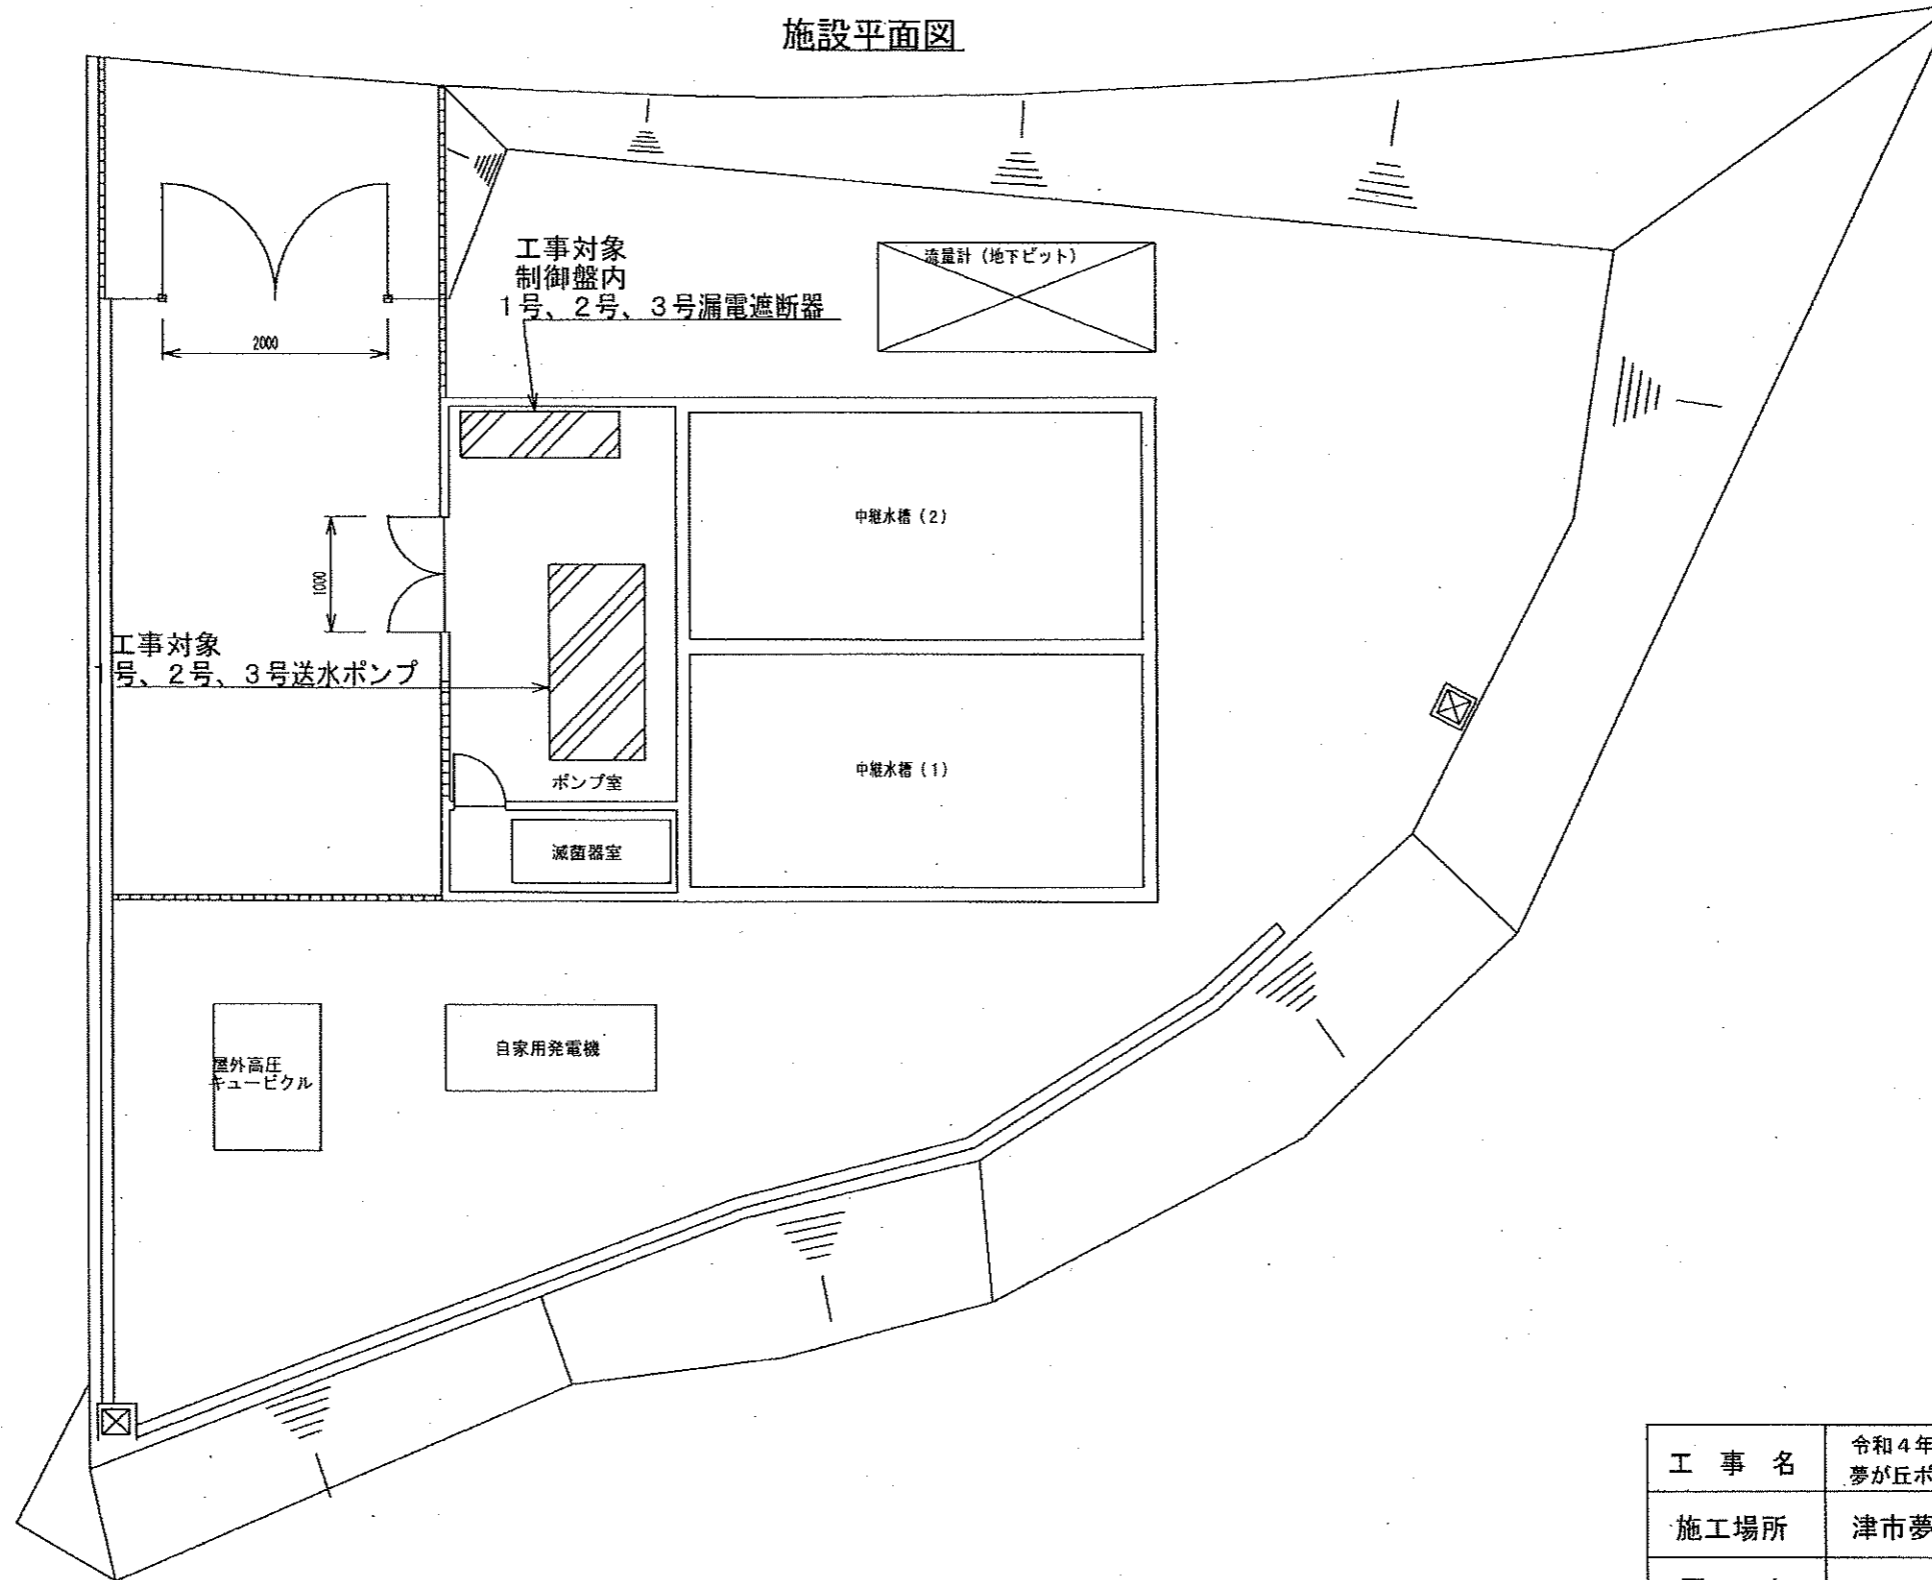 施設平面図
工事対象
制御盤内
1号、2号、3号漏電遮断器
流量計(地下ピット)
2000
中継水槽(2)
1000
工事対象
1号、2号、3号送水ポンプ
中継水槽(1)
ポンプ室
滅菌器室
屋外高圧
キュービクル
自家用発電機
工事名
令和4年
夢が丘ポ
施工場所
津市夢